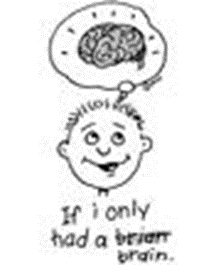 If i only
had a brian
brain.